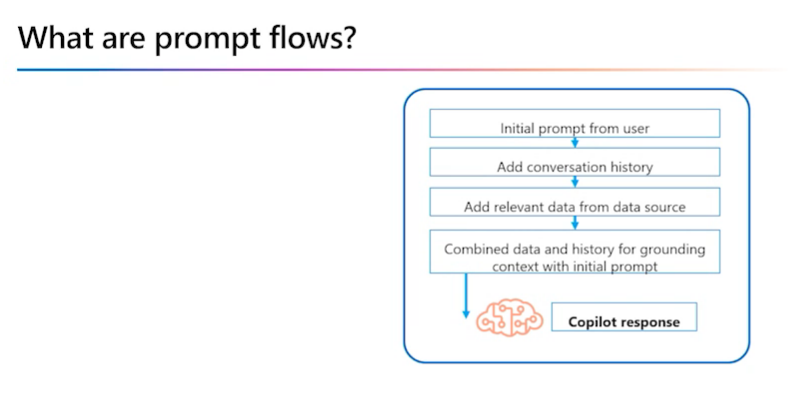 What are prompt flows?
Initial prompt from user
Add conversation history
Add relevant data from data source
Combined data and history for grounding
context with initial prompt
Copilot response